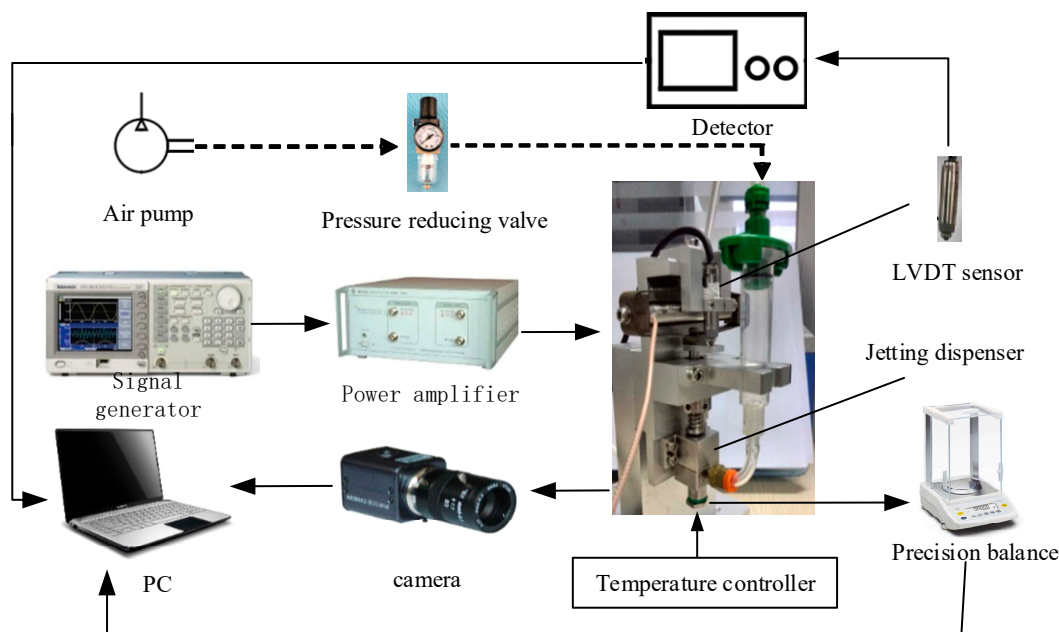 Detector
Air pump
Pressure reducing valve
LVDT sensor
Signal
generator
Power amplifier
Jetting dispenser
PC
camera
Temperature controller
Precision balance